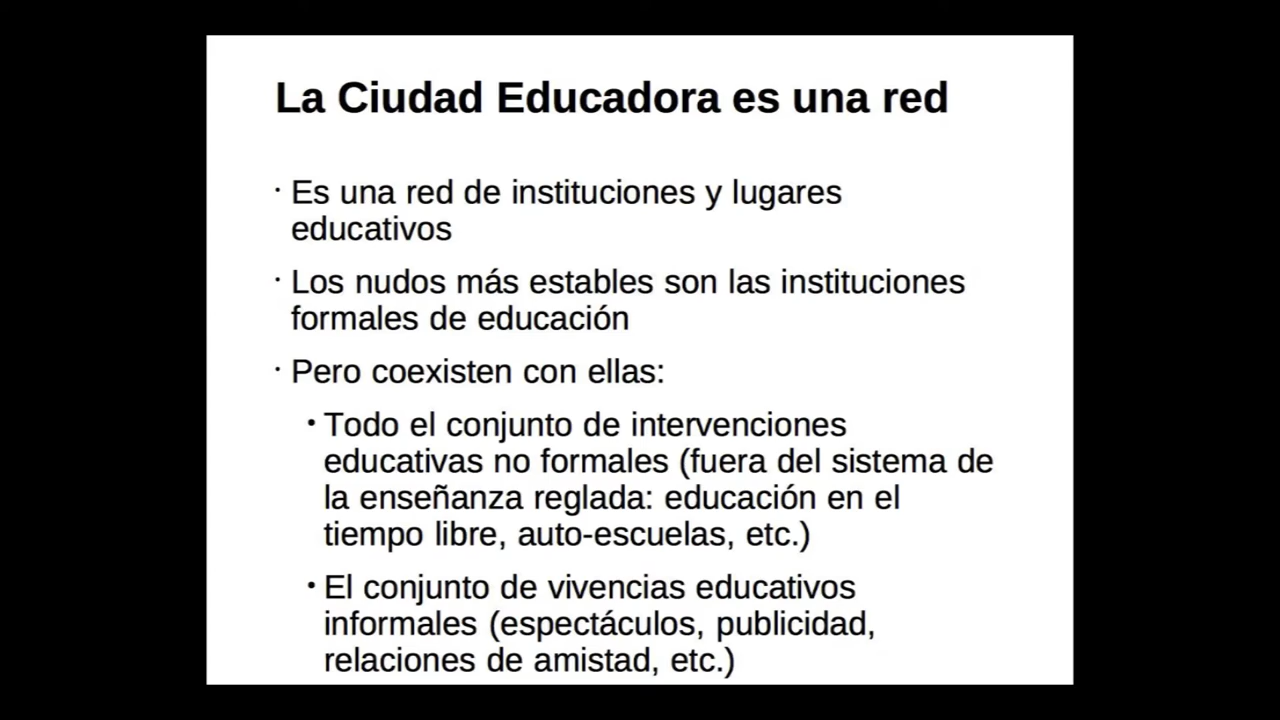 La Ciudad Educadora es una red
· Es una red de instituciones y lugares
educativos
· Los nudos más estables son las instituciones
formales de educación
· Pero coexisten con ellas:
• Todo el conjunto de intervenciones
educativas no formales (fuera del sistema de
la enseñanza reglada: educación en el
tiempo libre, auto-escuelas, etc.)
• El conjunto de vivencias educativos
informales (espectáculos, publicidad,
relaciones de amistad, etc.)